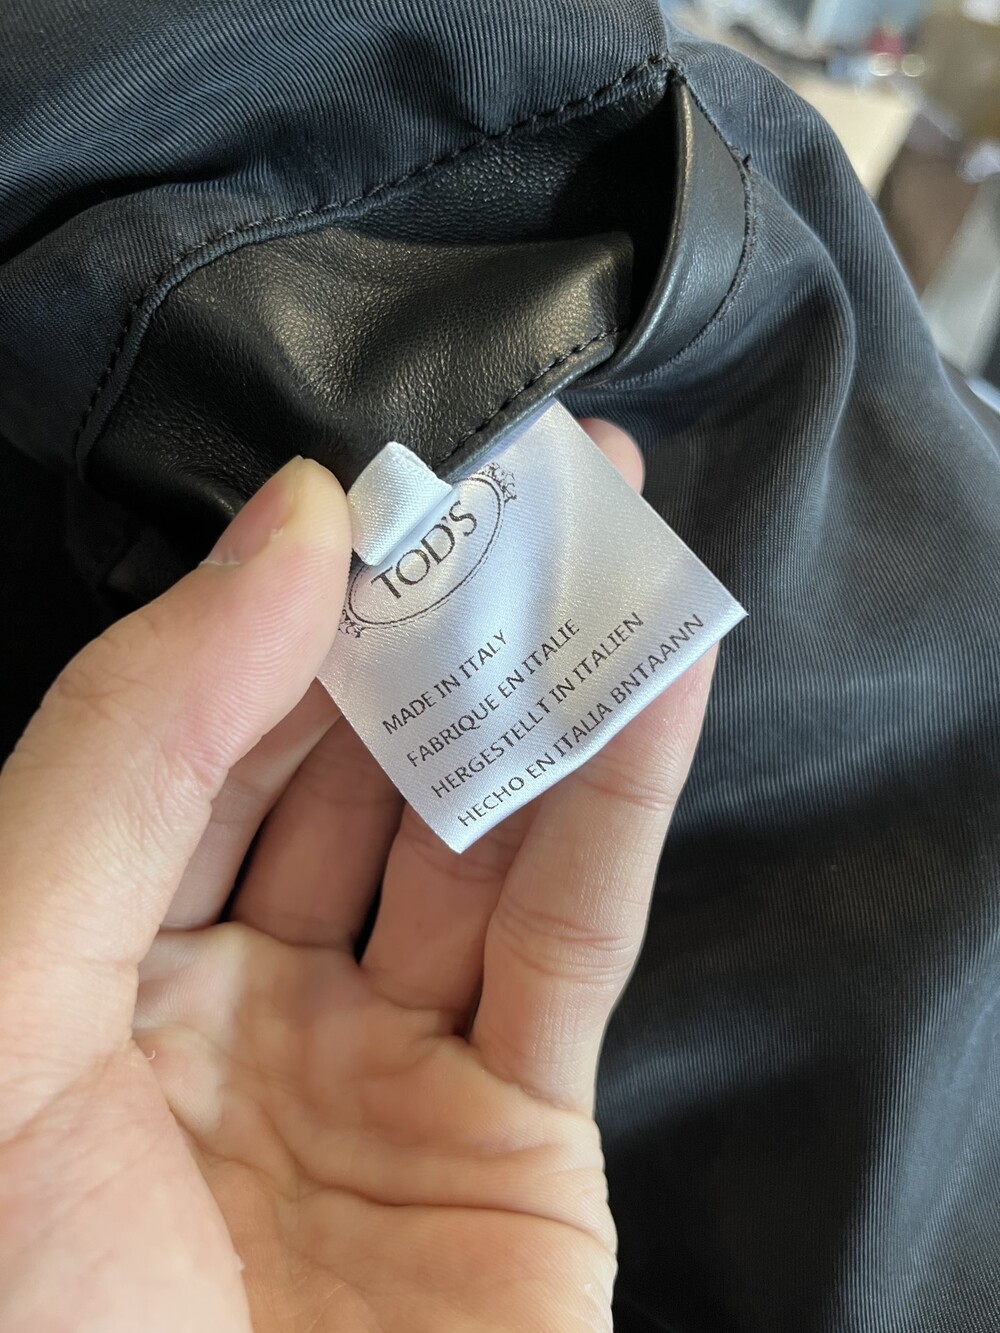 TOD'S
MADE IN ITALY
FABRIQUE EN ITALIE
HERGESTELLT IN ITALIEN
HECHO EN ITALIA BNTAANN